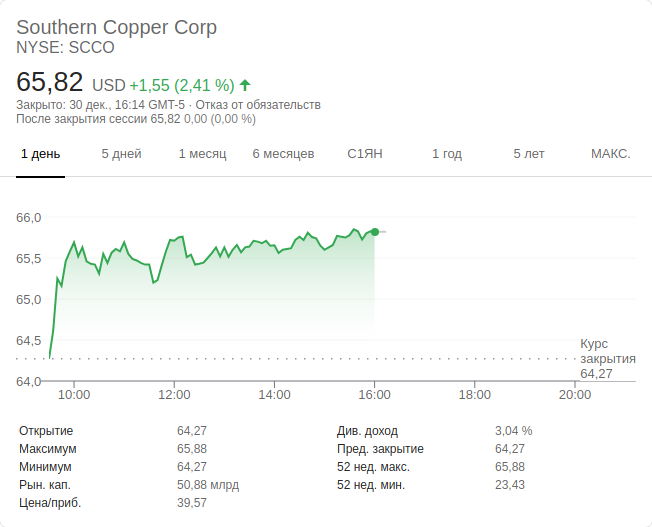 Southern Copper Corp
NYSE: SCCO
65,82 USD +1,55 (2,41 %)
Закрыто: 30 дек., 16:14 GMT-5 · Отказ от обязательств
После закрытия сессии 65,82 0,00 (0,00 %)
1 день 5 дней 1 месяц 6 месяцев С1ЯН 1 год 5 лет МАКС.
66,0
65,5
65,0
64,5
Курс
закрытия
64,27
64,0
10:00 12:00 14:00 16:00 18:00 20:00
Открытие 64,27 Див. доход 3,04 %
Максимум 65,88 Пред. закрытие 64,27
Минимум 64,27 52 нед. макс. 65,88
Рын. кап. 50,88 млрд 52 нед. мин. 23,43
Цена/приб. 39,57